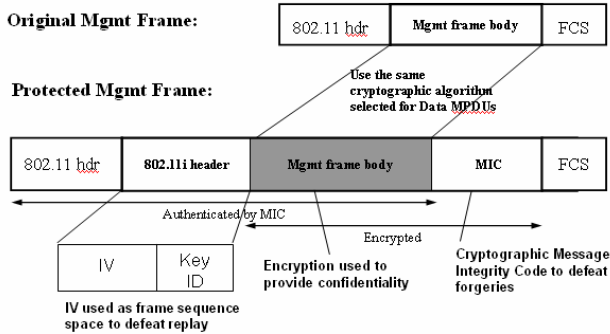 Original Mgmt Frame:
802.11 hdr
Mgmt frame body
FCS
Use the same
cryptographic algorithm
selected for Data MPDUs
Protected Mgmt Frame:
802.11 hdr
802.11i header
Mgmt frame body
MIC
FCS
Authenticated by MIC
Encrypted
IV
Key
ID
Encryption used to
provide confidentiality
Cryptographic Message
Integrity Code to defeat
forgeries
IV used as frame sequence
space to defeat replay